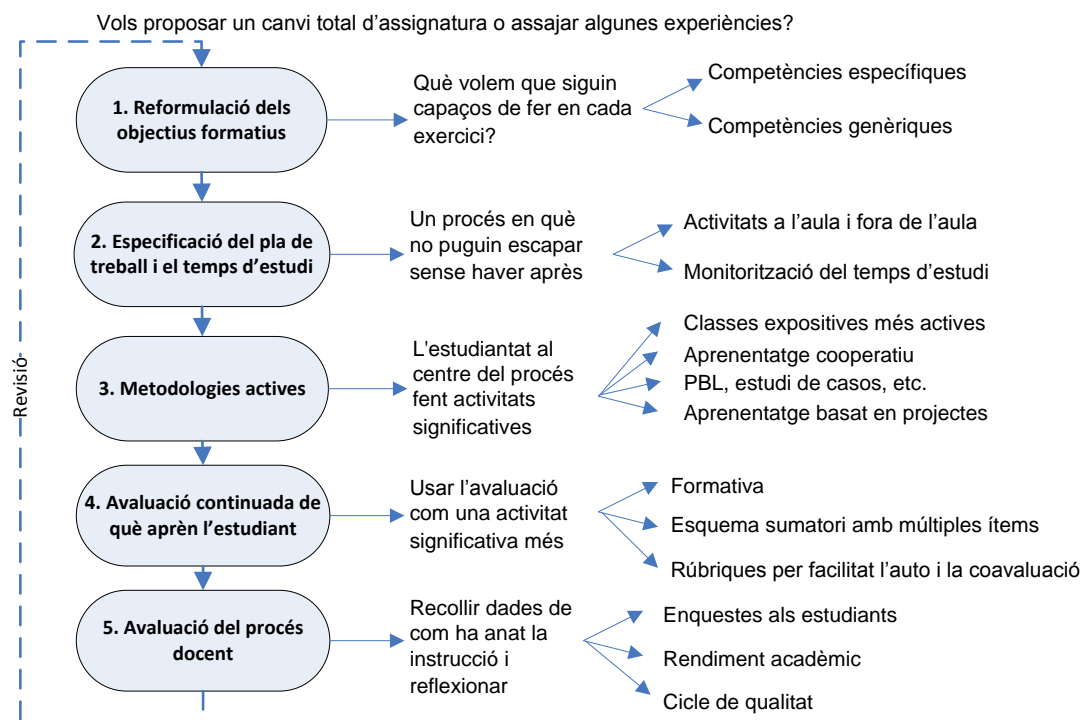 Vols proposar un canvi total d’assignatura o assajar algunes experiències?
1. Reformulació dels
objectius formatius
Què volem que siguin
capaços de fer en cada
exercici?
Competències específiques
Competències genèriques
2. Especificació del pla de
treball i el temps d’estudi
Un procés en què
no puguin escapar
sense haver après
Activitats a l’aula i fora de l’aula
Monitorització del temps d’estudi
3. Metodologies actives
L'estudiantat al
centre del procés
fent activitats
significatives
Classes expositives més actives
Aprenentatge cooperatiu
PBL, estudi de casos, etc.
Aprenentatge basat en projectes
Revisió
4. Avaluació continuada de
què aprèn l’estudiant
Usar l’avaluació
com una activitat
significativa més
Formativa
Esquema sumatori amb múltiples ítems
Rúbriques per facilitat l’auto i la coavaluació
5. Avaluació del procés
docent
Recollir dades de
com ha anat la
instrucció i
reflexionar
Enquestes als estudiants
Rendiment acadèmic
Cicle de qualitat